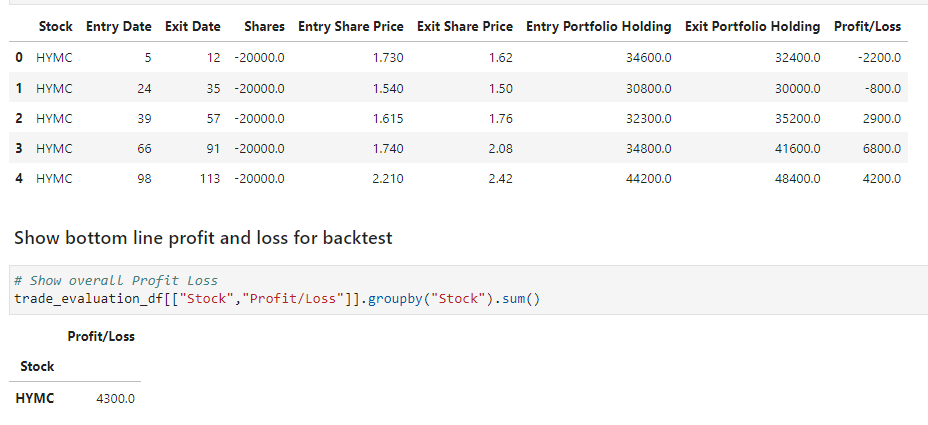 Stock Entry Date Exit Date Shares Entry Share Price Exit Share Price Entry Portfolio Holding Exit Portfolio Holding Profit/Loss
0 HYMC 5 12 -20000.0 1.730 1.62 34600.0 32400.0 -2200.0
1 HYMC 24 35 -20000.0 1.540 1.50 30800.0 30000.0 -800.0
2 HYMC 39 57 -20000.0 1.615 1.76 32300.0 35200.0 2900.0
3 HYMC 66 91 -20000.0 1.740 2.08 34800.0 41600.0 6800.0
4 HYMC 98 113 -20000.0 2.210 2.42 44200.0 48400.0 4200.0
Show bottom line profit and loss for backtest
# Show overall Profit Loss
trade_evaluation_df[["Stock","Profit/Loss"]].groupby("Stock").sum()
Profit/Loss
Stock
HYMC 4300.0